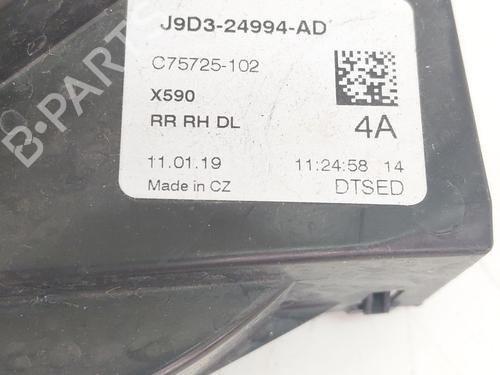 J9D3-24994-AD
C75725-102
X590
RR RH DL
4A
11.01.19 11:24:58 14
Made in CZ DTSED
B-PARTS